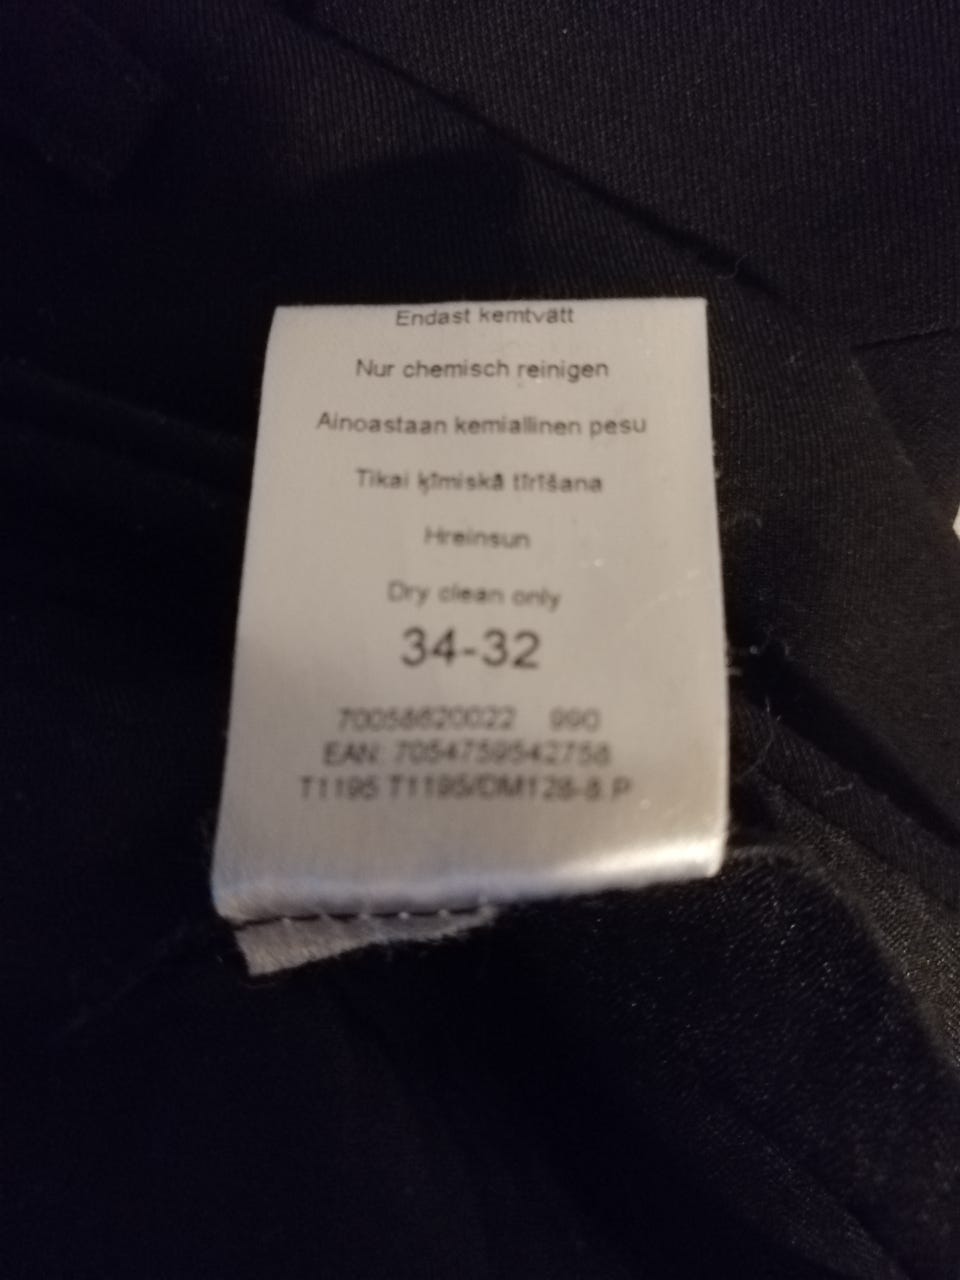 Endast kemtvätt
Nur chemisch reinigen
Ainoastaan kemiallinen pesu
Tikai ķīmiskā tīrīšana
Hreinsun
Dry clean only
34-32
70058620022 990
EAN: 7054759542758
T1195 T1195/DM128-8 P